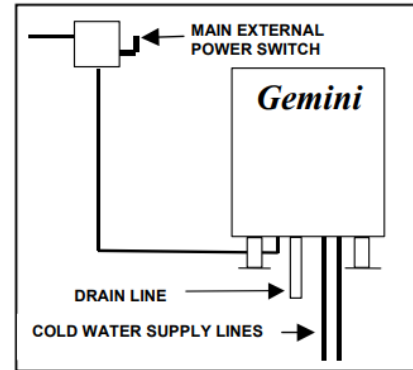 MAIN EXTERNAL
POWER SWITCH
Gemini
DRAIN LINE
COLD WATER SUPPLY LINES